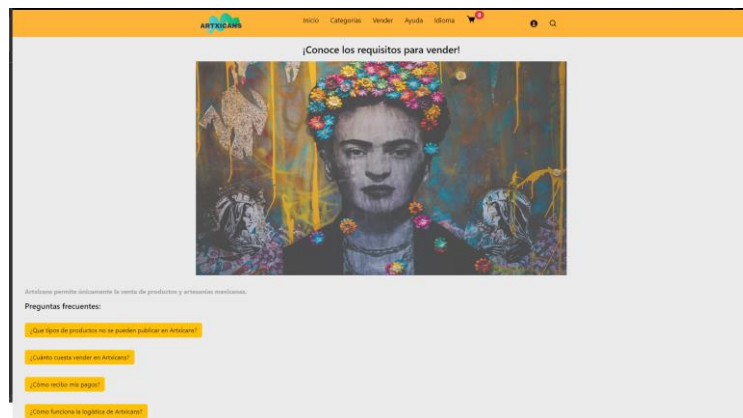 ARTXICANS
Inicio Categorías Vender Ayuda Idioma 0
¡Conoce los requisitos para vender!
Artxicans permite únicamente la venta de productos y artesanías mexicanas.
Preguntas frecuentes:
¿Que tipos de productos no se pueden publicar en Artxicans?
¿Cuánto cuesta vender en Artxicans?
¿Cómo recibo mis pagos?
¿Cómo funciona la logística de Artxicans?